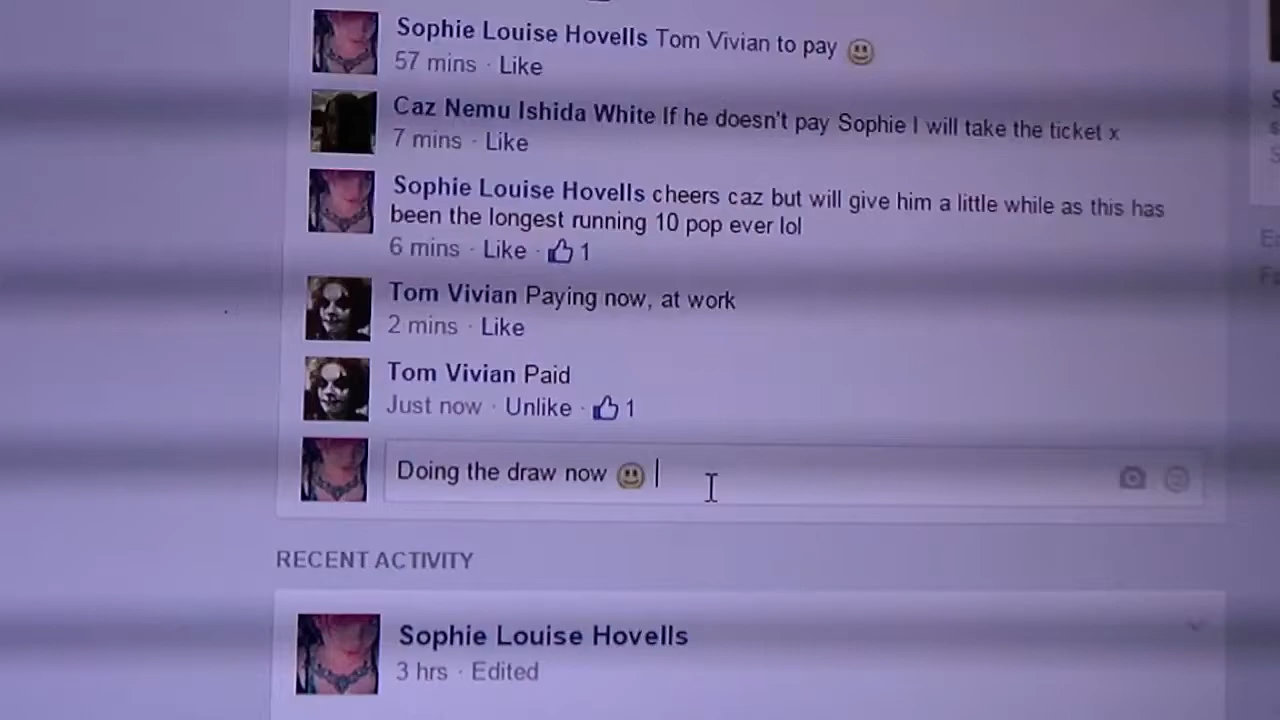 Sophie Louise Hovells Tom Vivian to pay
57 mins · Like
Caz Nemu Ishida White If he doesn't pay Sophie I will take the ticket x
7 mins · Like
Sophie Louise Hovells cheers caz but will give him a little while as this has
been the longest running 10 pop ever lol
6 mins · Like · 1
Tom Vivian Paying now, at work
2 mins · Like
Tom Vivian Paid
Just now · Unlike · 1
Doing the draw now
RECENT ACTIVITY
Sophie Louise Hovells
3 hrs · Edited